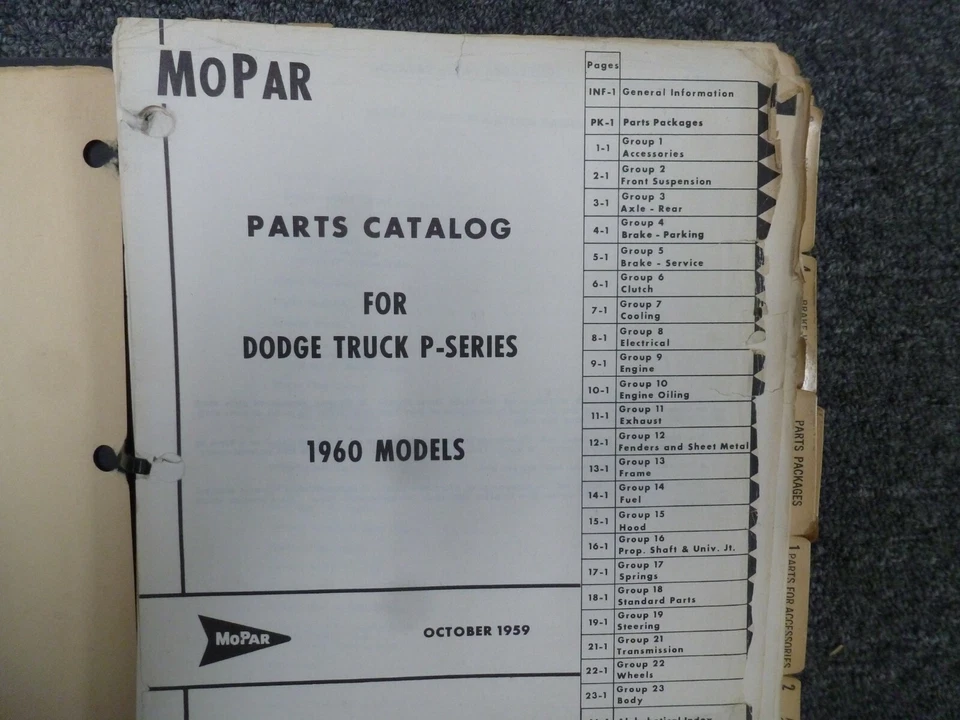 MOPAR
PARTS CATALOG
FOR
DODGE TRUCK P-SERIES
1960 MODELS
MOPAR
OCTOBER 1959
Pages
INF-1 General Information
PK-1 Parts Packages
1-1 Group 1
Accessories
2-1 Group 2
Front Suspension
3-1 Group 3
Axle - Rear
4-1 Group 4
Brake - Parking
5-1 Group 5
Brake - Service
6-1 Group 6
Clutch
7-1 Group 7
Cooling
8-1 Group 8
Electrical
9-1 Group 9
Engine
10-1 Group 10
Engine Oiling
11-1 Group 11
Exhaust
12-1 Group 12
Fenders and Sheet Metal
13-1 Group 13
Frame
14-1 Group 14
Fuel
15-1 Group 15
Hood
16-1 Group 16
Prop. Shaft & Univ. Jt.
17-1 Group 17
Springs
18-1 Group 18
Standard Parts
19-1 Group 19
Steering
21-1 Group 21
Transmission
22-1 Group 22
Wheels
23-1 Group 23
Body
Alphabetical Index
4
PARTS PACKAGES
1 PARTS FOR ACCESSORIES
2